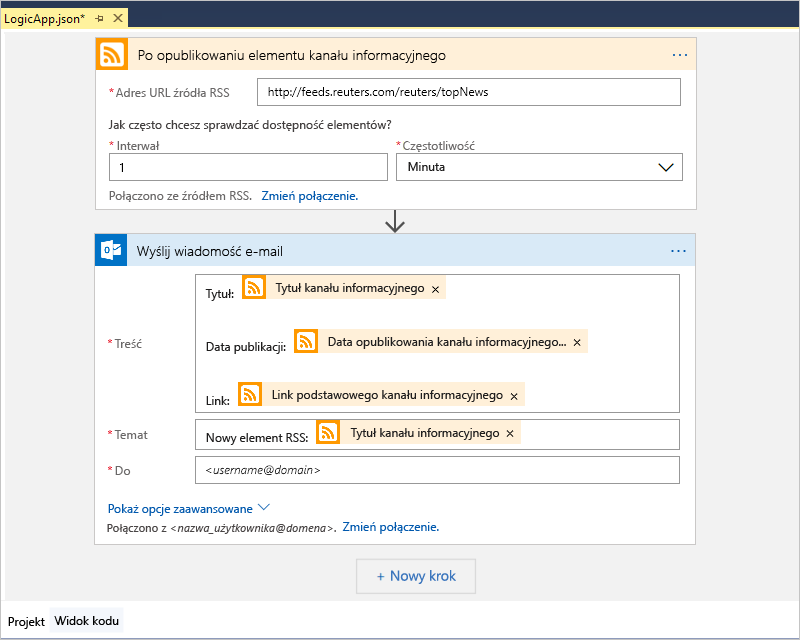 LogicApp.json*
Po opublikowaniu elementu kanału informacyjnego
*Adres URL źródła RSS http://feeds.reuters.com/reuters/topNews
Jak często chcesz sprawdzać dostępność elementów?
*Interwał *Częstotliwość
1 Minuta
Połączono ze źródłem RSS. Zmień połączenie.
Wyślij wiadomość e-mail
Tytuł: Tytuł kanału informacyjnego ×
*Treść
Data publikacji: Data opublikowania kanału informacyjnego... ×
Link: Link podstawowego kanału informacyjnego ×
*Temat Nowy element RSS: Tytuł kanału informacyjnego ×
*Do <username@domain>
Pokaż opcje zaawansowane
Połączono z <nazwa_użytkownika@domena>. Zmień połączenie.
+ Nowy krok
Projekt Widok kodu